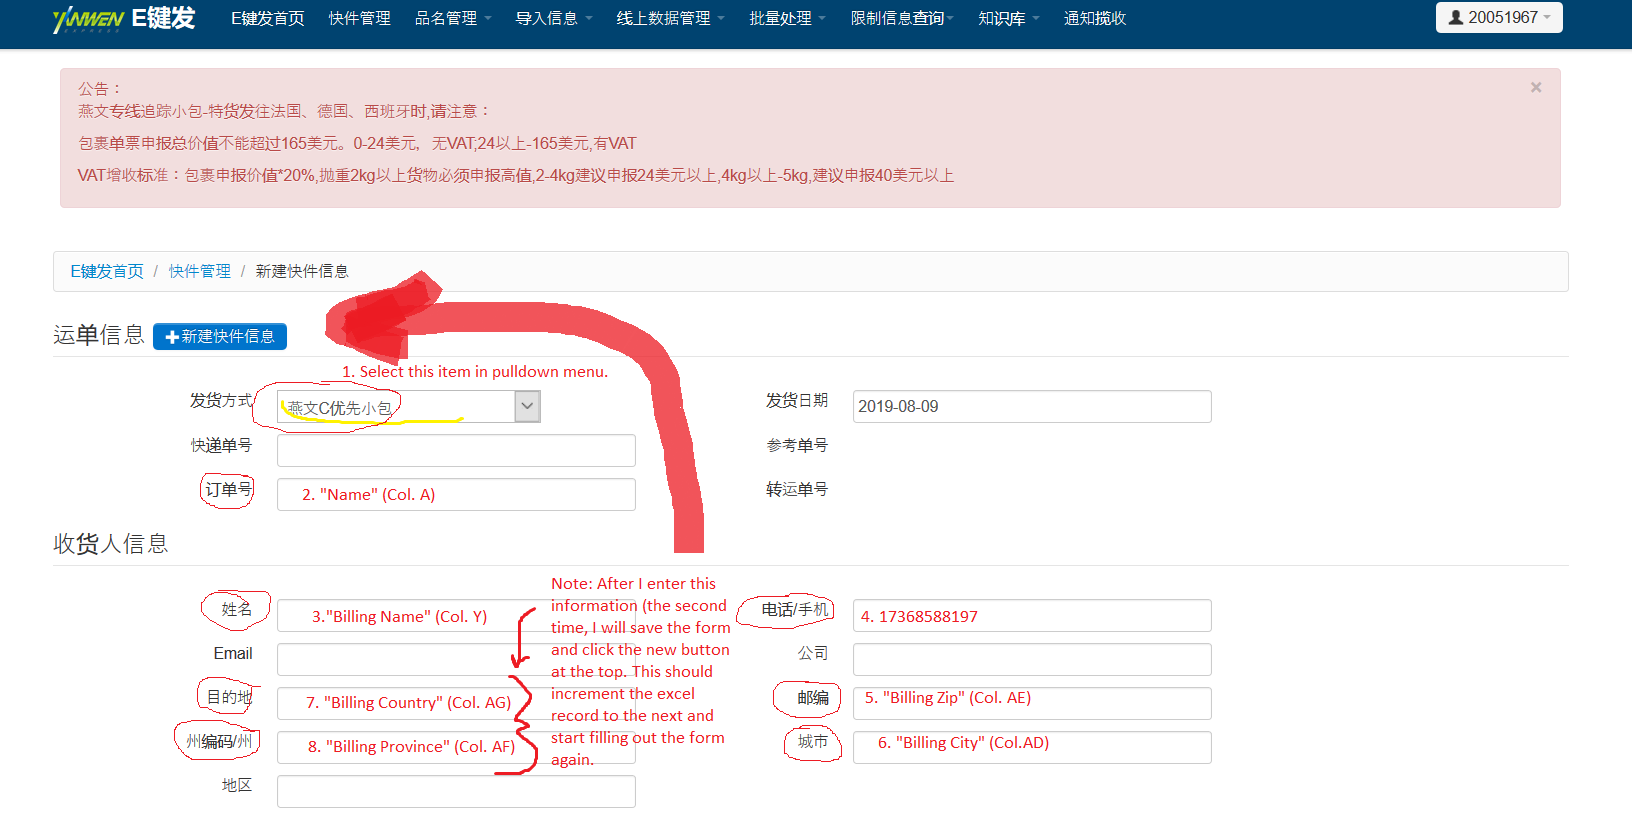 YINWEN EXPRESS E键发 E键发首页 快件管理 品名管理 导入信息 线上数据管理 批量处理 限制信息查询 知识库 通知揽收 20051967
公告：
燕文专线追踪小包-特货发往法国、德国、西班牙时,请注意：
包裹单票申报总价值不能超过165美元。0-24美元，无VAT;24以上-165美元,有VAT
VAT增收标准：包裹申报价值*20%,抛重2kg以上货物必须申报高值,2-4kg建议申报24美元以上,4kg以上-5kg,建议申报40美元以上
×
E键发首页 / 快件管理 / 新建快件信息
运单信息 +新建快件信息
1. Select this item in pulldown menu.
发货方式 燕文C优先小包 发货日期 2019-08-09
快递单号 参考单号
订单号 2. "Name" (Col. A) 转运单号
收货人信息
姓名 3."Billing Name" (Col. Y) 电话/手机 4. 17368588197
Email 公司
目的地 7. "Billing Country" (Col. AG) 邮编 5. "Billing Zip" (Col. AE)
州编码/州 8. "Billing Province" (Col. AF) 城市 6. "Billing City" (Col.AD)
地区
Note: After I enter this
information (the second
time, I will save the form
and click the new button
at the top. This should
increment the excel
record to the next and
start filling out the form
again.